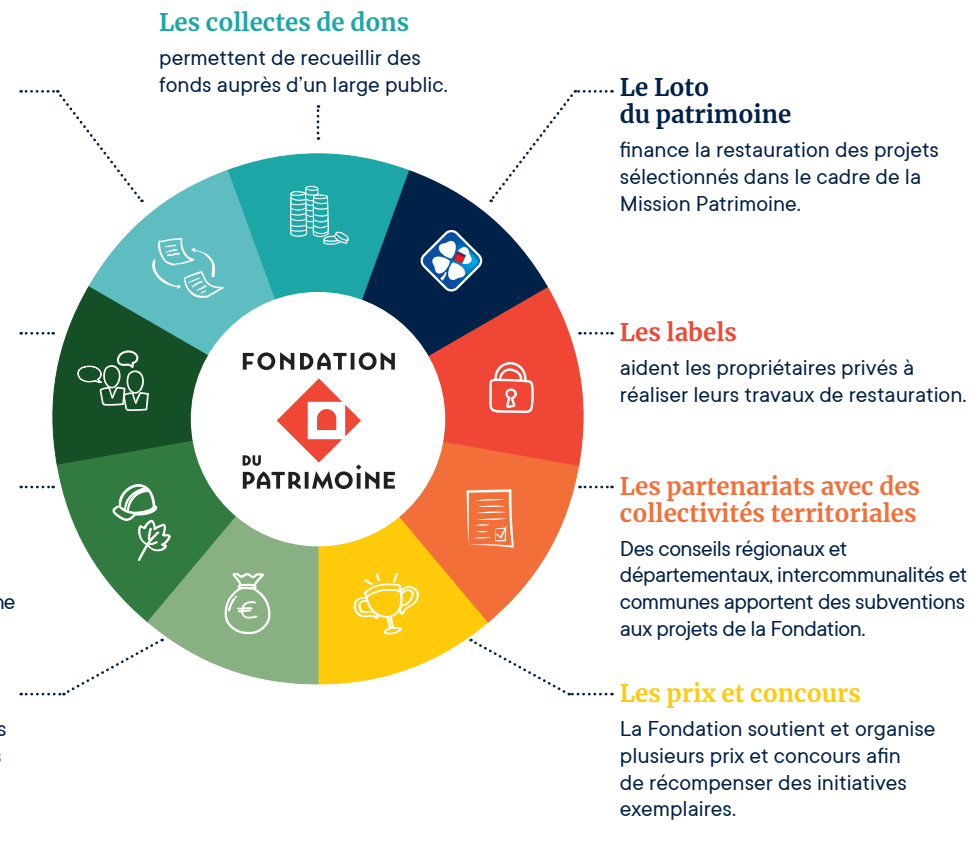 Les collectes de dons
permettent de recueillir des
fonds auprès d’un large public.
Le Loto
du patrimoine
finance la restauration des projets
sélectionnés dans le cadre de la
Mission Patrimoine.
Les labels
aident les propriétaires privés à
réaliser leurs travaux de restauration.
Les partenariats avec des
collectivités territoriales
Des conseils régionaux et
départementaux, intercommunalités et
communes apportent des subventions
aux projets de la Fondation.
Les prix et concours
La Fondation soutient et organise
plusieurs prix et concours afin
de récompenser des initiatives
exemplaires.
FONDATION
DU
PATRIMOINE
€